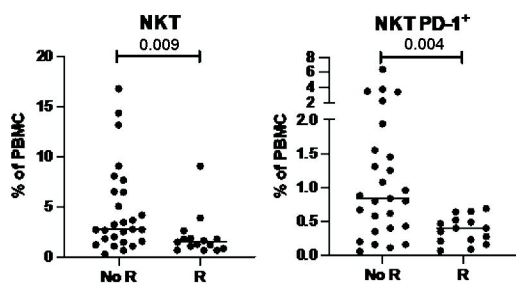 NKT
0.009
% of PBMC
20
15
10
5
0
No R
R
NKT PD-1⁺
0.004
% of PBMC
8
6
4
2
2.0
1.5
1.0
0.5
0.0
No R
R